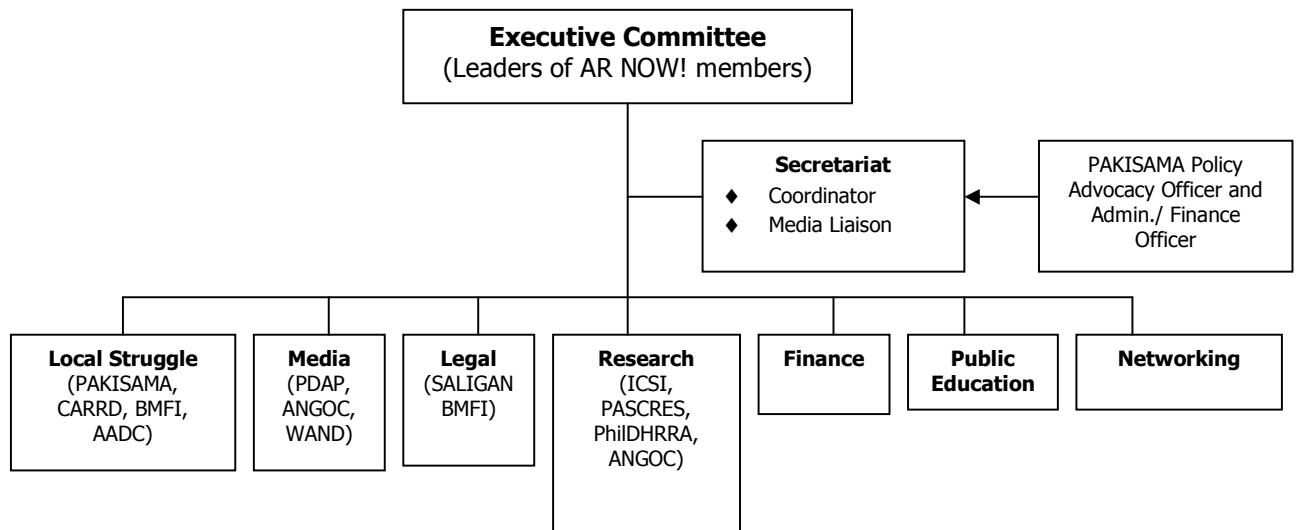 Executive Committee
(Leaders of AR NOW! members)
Secretariat
♦ Coordinator
♦ Media Liaison
PAKISAMA Policy
Advocacy Officer and
Admin./ Finance
Officer
Local Struggle
(PAKISAMA,
CARRD, BMFI,
AADC)
Media
(PDAP,
ANGOC,
WAND)
Legal
(SALIGAN
BMFI)
Research
(ICSI,
PASCRES,
PhilDHRRA,
ANGOC)
Finance
Public
Education
Networking